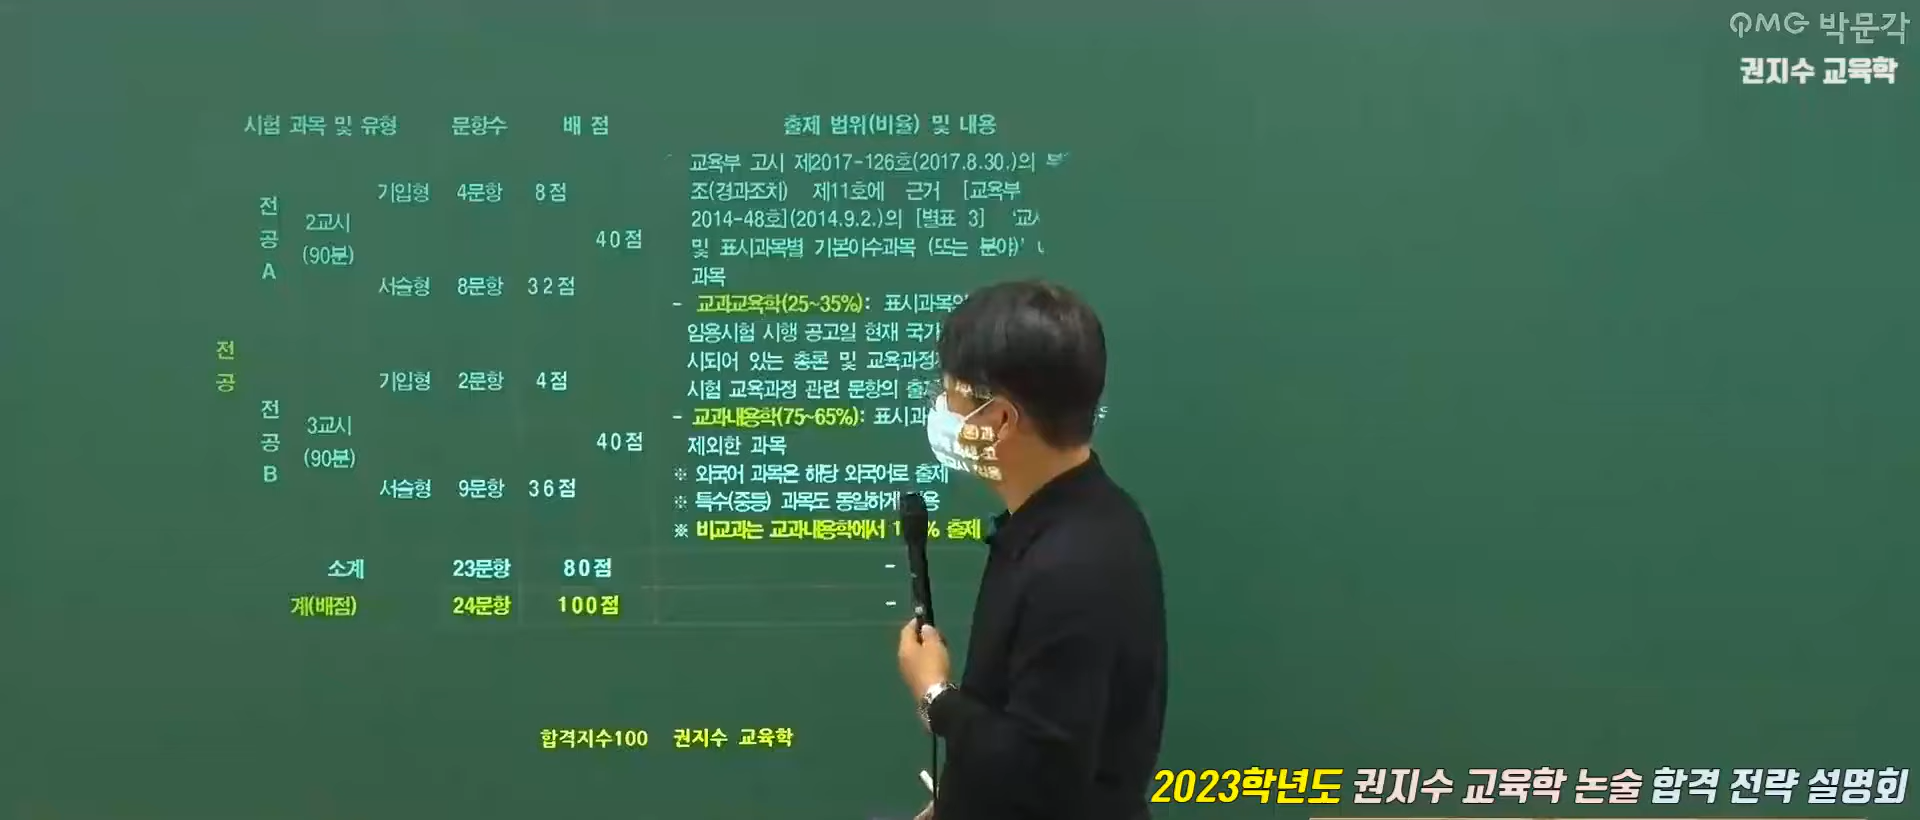 PMG 박문각
권지수 교육학
시험 과목 및 유형 문항수 배 점 출제 범위(비율) 및 내용
교육부 고시 제2017-126호(2017.8.30.)의
조(경과조치) 제11호에 근거 [교육부
2014-48호](2014.9.2.)의 [별표 3]
및 표시과목별 기본이수과목 (또는 분야)'
과목
전공
전공A
2교시
(90분)
기입형 4문항 8점
40점
서술형 8문항 32점
- 교과교육학(25~35%): 표시과목의
임용시험 시행 공고일 현재 국가
시되어 있는 총론 및 교육과정
시험 교육과정 관련 문항의
전공B
3교시
(90분)
기입형 2문항 4점
40점
서술형 9문항 36점
- 교과내용학(75~65%):
제외한 과목
※ 외국어 과목은 해당 외국어로 출제
※ 특수(중등) 과목도 동일하게
※ 비교과는 교과내용학에서 출제
소계 23문항 80점 -
계(배점) 24문항 100점 -
합격지수100 권지수 교육학
2023학년도 권지수 교육학 논술 합격 전략 설명회